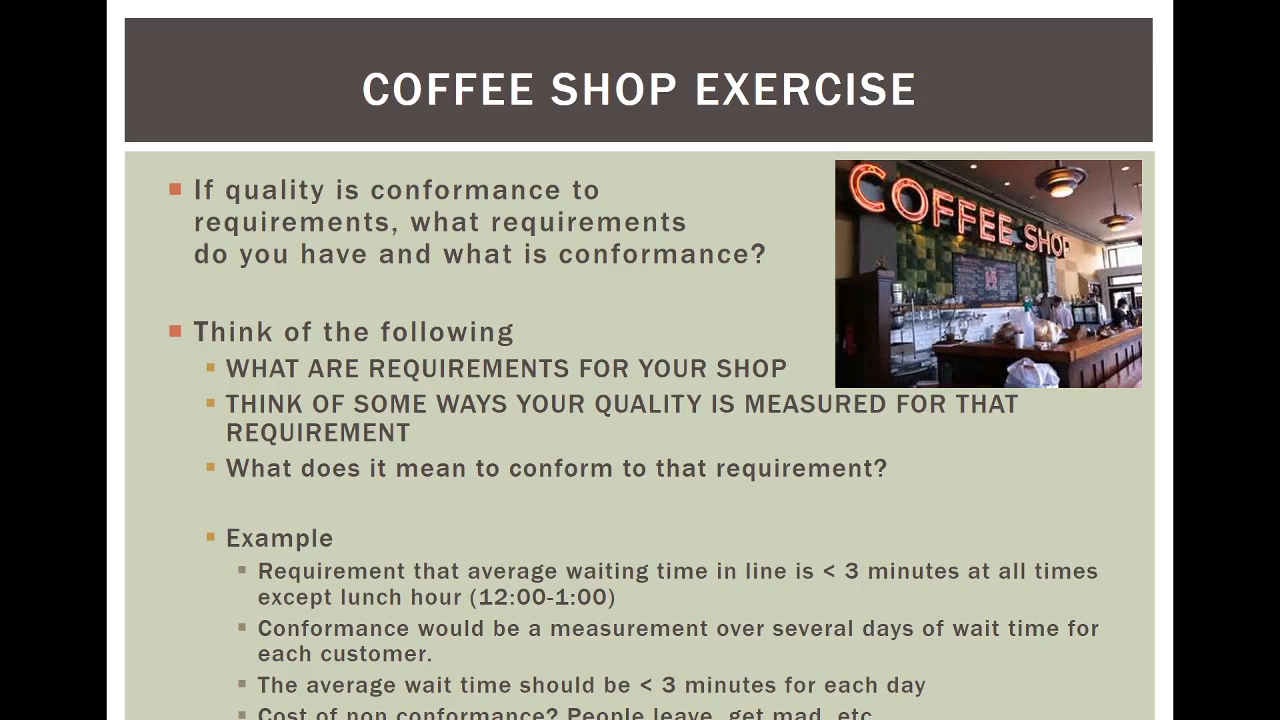 COFFEE SHOP EXERCISE
If quality is conformance to
requirements, what requirements
do you have and what is conformance?
COFFEE SHOP
Think of the following
WHAT ARE REQUIREMENTS FOR YOUR SHOP
THINK OF SOME WAYS YOUR QUALITY IS MEASURED FOR THAT
REQUIREMENT
What does it mean to conform to that requirement?
Example
Requirement that average waiting time in line is < 3 minutes at all times
except lunch hour (12:00-1:00)
Conformance would be a measurement over several days of wait time for
each customer.
The average wait time should be < 3 minutes for each day
Cost of non conformance? People leave, get mad, etc